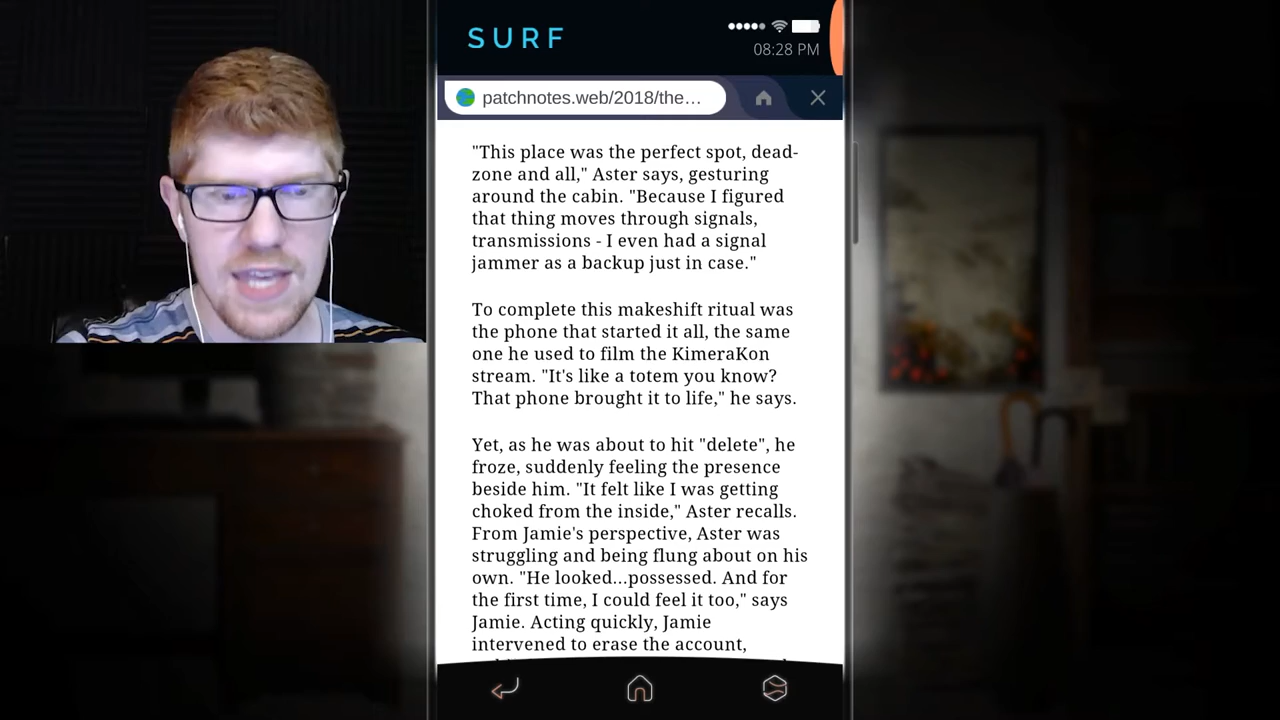 SURF
08:28 PM
patchnotes.web/2018/the...
"This place was the perfect spot, dead-
zone and all," Aster says, gesturing
around the cabin. "Because I figured
that thing moves through signals,
transmissions - I even had a signal
jammer as a backup just in case."
To complete this makeshift ritual was
the phone that started it all, the same
one he used to film the KimeraKon
stream. "It's like a totem you know?
That phone brought it to life," he says.
Yet, as he was about to hit "delete", he
froze, suddenly feeling the presence
beside him. "It felt like I was getting
choked from the inside," Aster recalls.
From Jamie's perspective, Aster was
struggling and being flung about on his
own. "He looked...possessed. And for
the first time, I could feel it too," says
Jamie. Acting quickly, Jamie
intervened to erase the account,